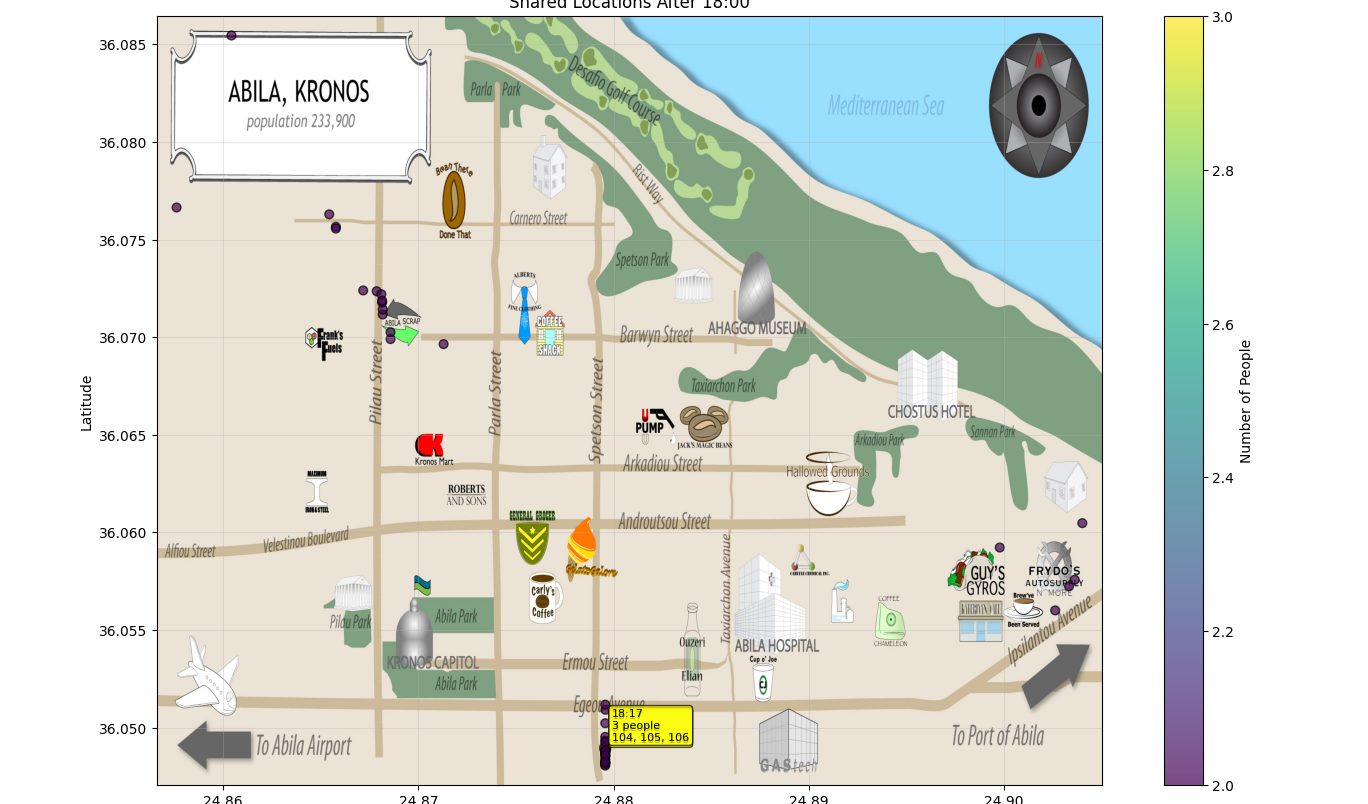 Shared Locations After 18:00
36.085
36.080
36.075
36.070
36.065
36.060
36.055
36.050
Latitude
24.86
24.87
24.88
24.89
24.90
3.0
2.8
2.6
2.4
2.2
2.0
Number of People
ABILA, KRONOS
population 233,900
Parla Park
Desafio Golf Course
Mediterranean Sea
N
Bean There
Done That
Carnero Street
Rist Way
Spetson Park
ALBERTS
FINE CLOTHING
COFFEE
SHACK
ABILA SCRAP
Frank's
Fuels
Barwyn Street
AHAGGO MUSEUM
Pilau Street
Parla Street
Spetson Street
Taxiarchon Park
CHOSTUS HOTEL
U
PUMP
JACK'S MAGIC BEANS
Arkadiou Park
Sannan Park
Kronos Mart
Arkadiou Street
Hallowed Grounds
MAXIMUM
IRON & STEEL
ROBERTS
AND SONS
GENERAL GROCER
Androutsou Street
Alfiou Street
Velestinou Boulevard
GelatoGalore
Taxiarchon Avenue
CARLYLE CHEMICAL INC.
GUY'S
GYROS
FRYDO'S
AUTOSUPPLY
N' MORE
Carly's
Coffee
Pilau Park
Abila Park
COFFEE
CHAMELEON
KATERINA'S CAFE
Brew've
Been Served
Ipsilantou Avenue
Ouzeri
Elian
ABILA HOSPITAL
Cup o' Joe
KRONOS CAPITOL
Abila Park
Ermou Street
Egeou Avenue
18:17
3 people
104, 105, 106
To Abila Airport
GAStech
To Port of Abila